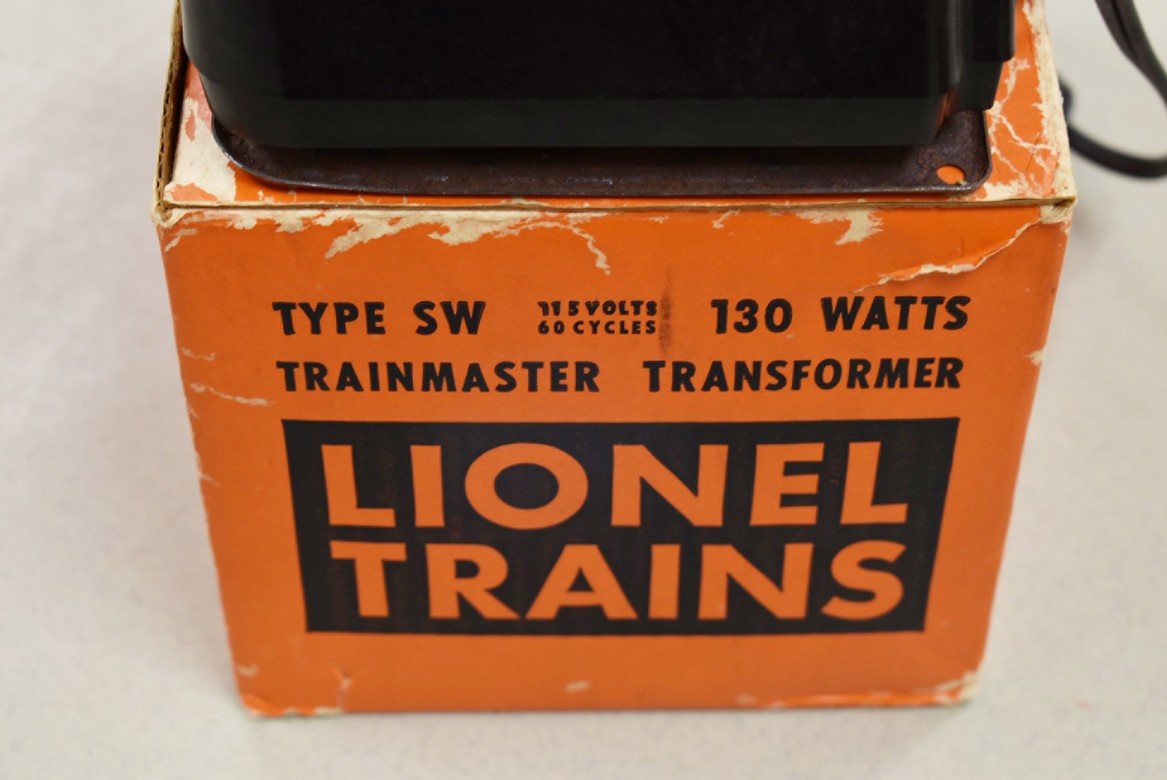 TYPE SW 115 VOLTS 130 WATTS
60 CYCLES
TRAINMASTER TRANSFORMER
LIONEL
TRAINS